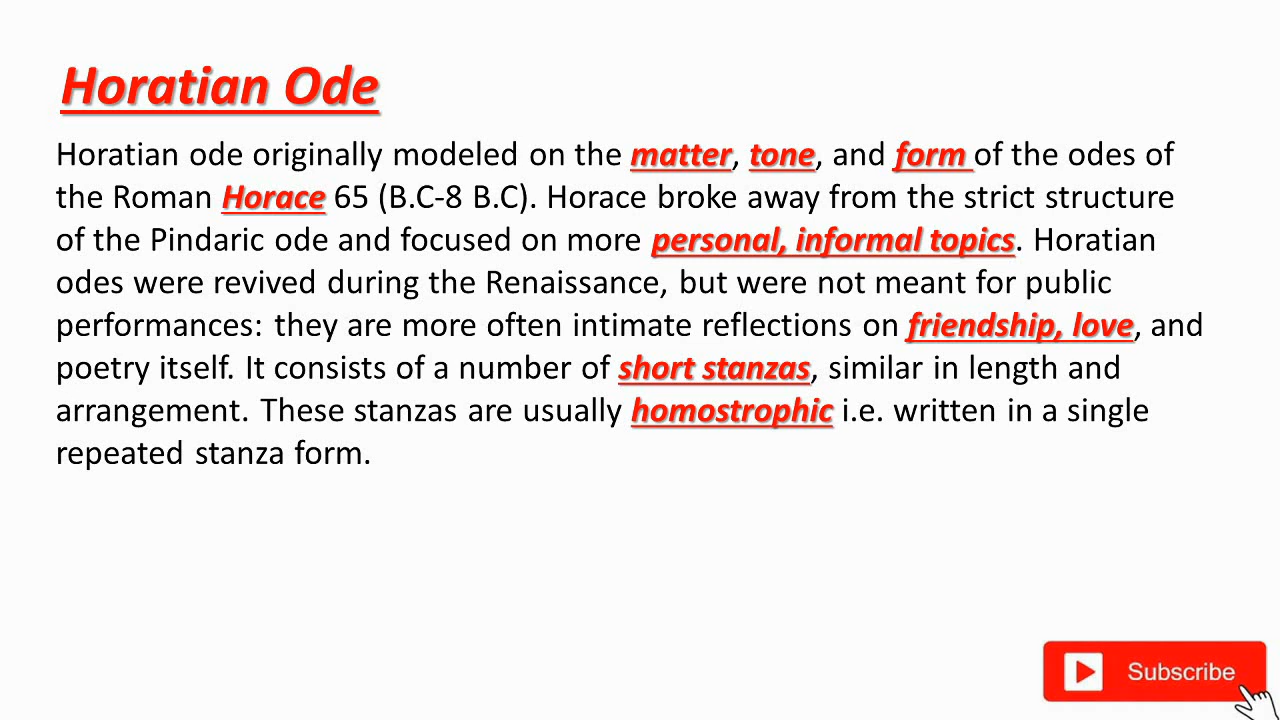 Horatian Ode
Horatian ode originally modeled on the matter, tone, and form of the odes of
the Roman Horace 65 (B.C-8 B.C). Horace broke away from the strict structure
of the Pindaric ode and focused on more personal, informal topics. Horatian
odes were revived during the Renaissance, but were not meant for public
performances: they are more often intimate reflections on friendship, love, and
poetry itself. It consists of a number of short stanzas, similar in length and
arrangement. These stanzas are usually homostrophic i.e. written in a single
repeated stanza form.
Subscribe